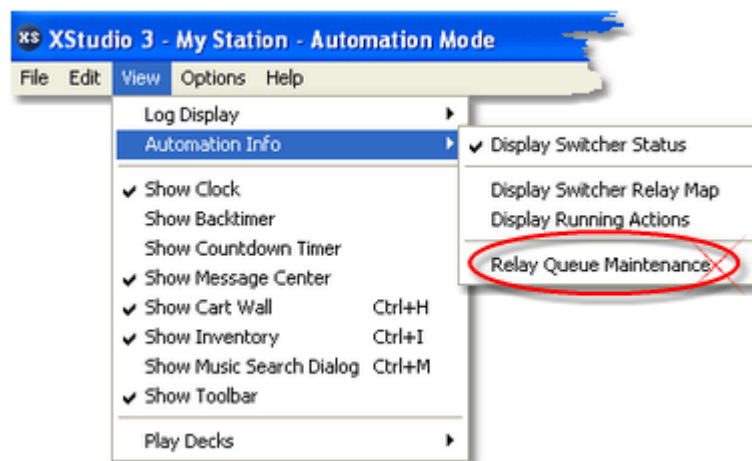 XS XStudio 3 - My Station - Automation Mode
File Edit View Options Help
Log Display
Automation Info
Display Switcher Status
Display Switcher Relay Map
Display Running Actions
Relay Queue Maintenance
Show Clock
Show Backtimer
Show Countdown Timer
Show Message Center
Show Cart Wall Ctrl+H
Show Inventory Ctrl+I
Show Music Search Dialog Ctrl+M
Show Toolbar
Play Decks